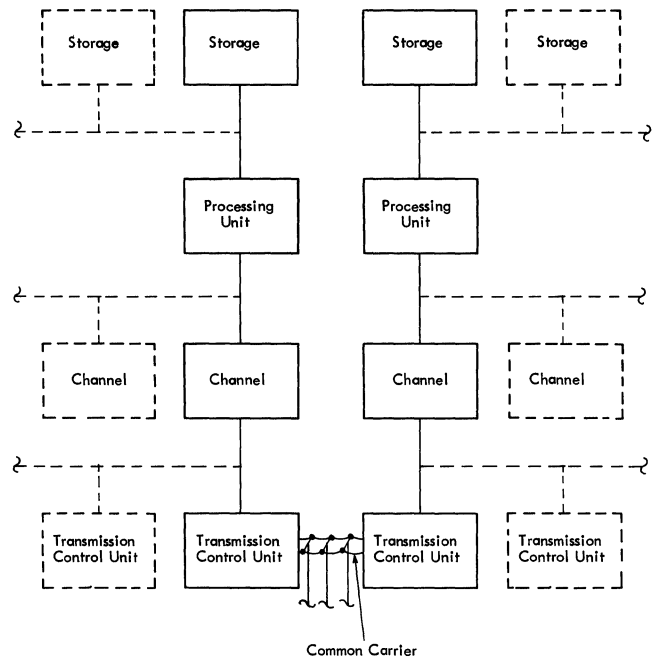 Storage
Storage
Storage
Storage
Processing
Unit
Processing
Unit
Channel
Channel
Channel
Channel
Transmission
Control Unit
Transmission
Control Unit
Transmission
Control Unit
Transmission
Control Unit
Common Carrier